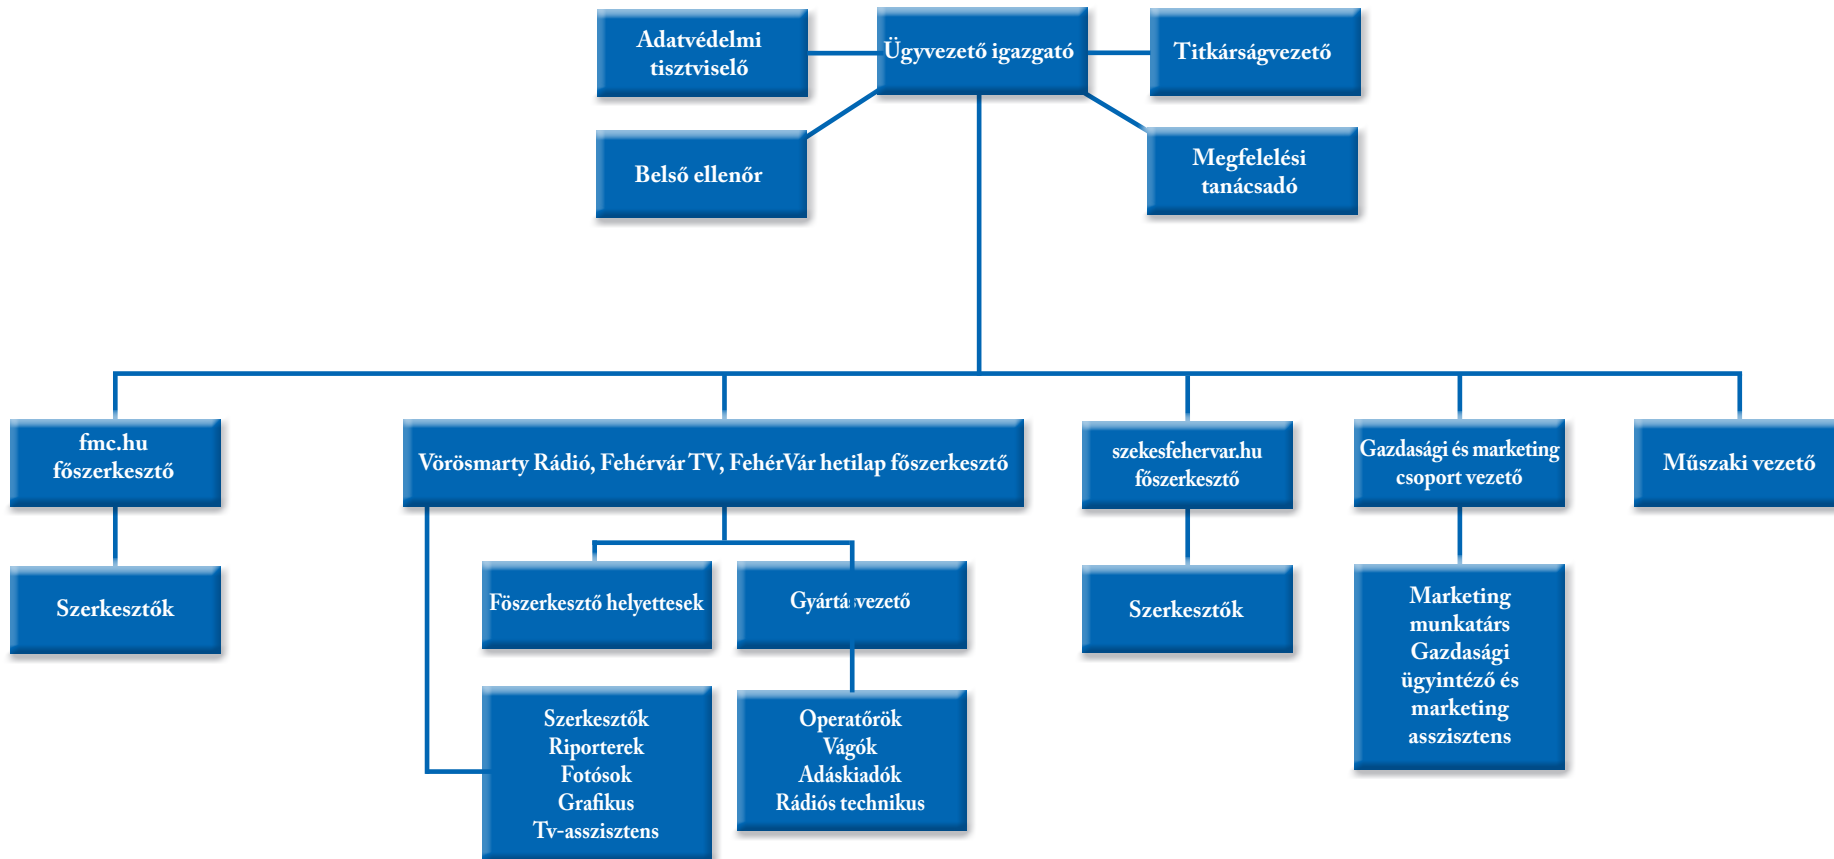 Adatvédelmi
tisztviselő
Ügyvezető igazgató
Titkárságvezető
Belső ellenőr
Megfelelési
tanácsadó
fmc.hu
főszerkesztő
Vörösmarty Rádió, Fehérvár TV, FehérVár hetilap főszerkesztő
szekesfehervar.hu
főszerkesztő
Gazdasági és marketing
csoport vezető
Műszaki vezető
Szerkesztők
Föszerkesztő helyettesek
Gyártásvezető
Szerkesztők
Marketing
munkatárs
Gazdasági
ügyintéző és
marketing
asszisztens
Szerkesztők
Riporterek
Fotósok
Grafikus
Tv-asszisztens
Operatőrök
Vágók
Adáskiadók
Rádiós technikus